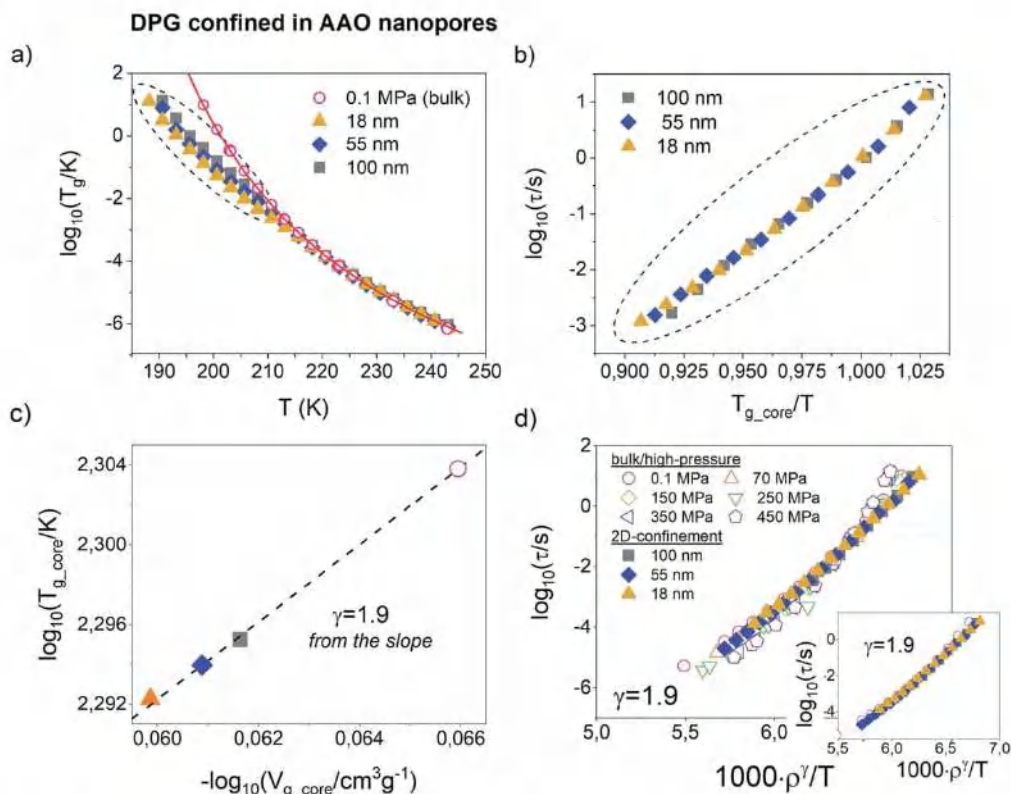 DPG confined in AAO nanopores
a)
log₁₀(T_g/K)
2
0
-2
-4
-6
190 200 210 220 230 240 250
T (K)
0.1 MPa (bulk)
18 nm
55 nm
100 nm
b)
log₁₀(τ/s)
1
0
-1
-2
-3
0,900 0,925 0,950 0,975 1,000 1,025
T_g_core/T
100 nm
55 nm
18 nm
c)
log₁₀(T_g_core/K)
2,304
2,300
2,296
2,292
0,060 0,062 0,064 0,066
-log₁₀(V_g_core/cm³g⁻¹)
γ=1.9
from the slope
d)
log₁₀(τ/s)
2
0
-2
-4
-6
5,0 5,5 6,0
1000·ρ^γ/T
bulk/high-pressure
0.1 MPa 70 MPa
150 MPa 250 MPa
350 MPa 450 MPa
2D-confinement
100 nm
55 nm
18 nm
γ=1.9
log₁₀(τ/s)
0
-2
-4
γ=1.9
5,5 6,0 6,5 7,0
1000·ρ^γ/T